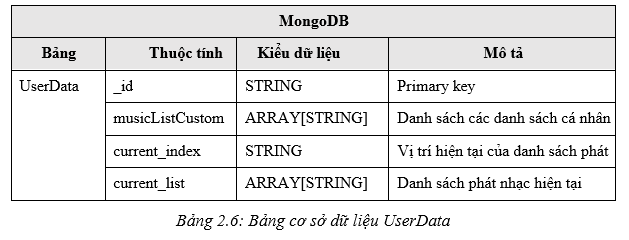 MongoDB
Bảng Thuộc tính Kiểu dữ liệu Mô tả
UserData _id STRING Primary key
musicListCustom ARRAY[STRING] Danh sách các danh sách cá nhân
current_index STRING Vị trí hiện tại của danh sách phát
current_list ARRAY[STRING] Danh sách phát nhạc hiện tại
Bảng 2.6: Bảng cơ sở dữ liệu UserData